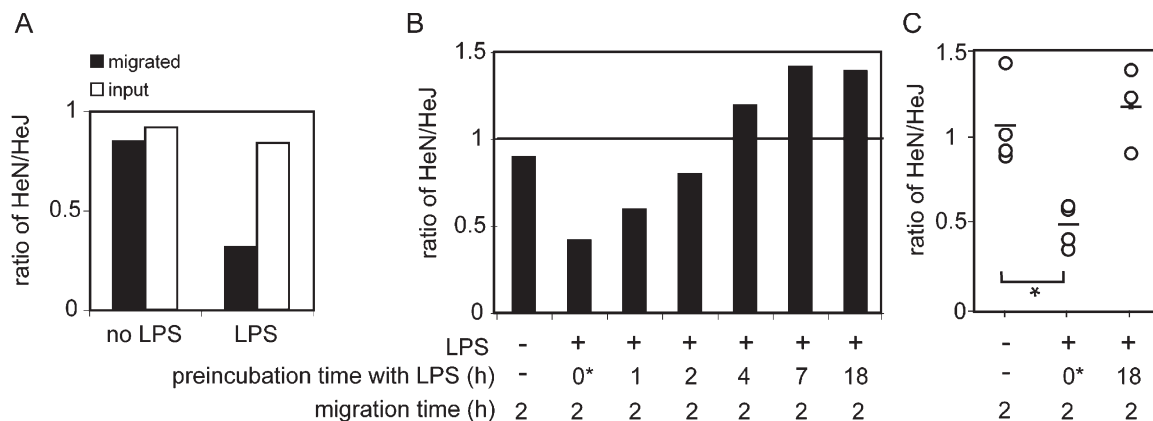 A
migrated
input
ratio of HeN/HeJ
1
0.5
0
no LPS LPS
B
ratio of HeN/HeJ
1.5
1
0.5
0
LPS - + + + + + +
preincubation time with LPS (h) - 0* 1 2 4 7 18
migration time (h) 2 2 2 2 2 2 2
C
ratio of HeN/HeJ
1.5
1
0.5
0
*
- + +
- 0* 18
2 2 2